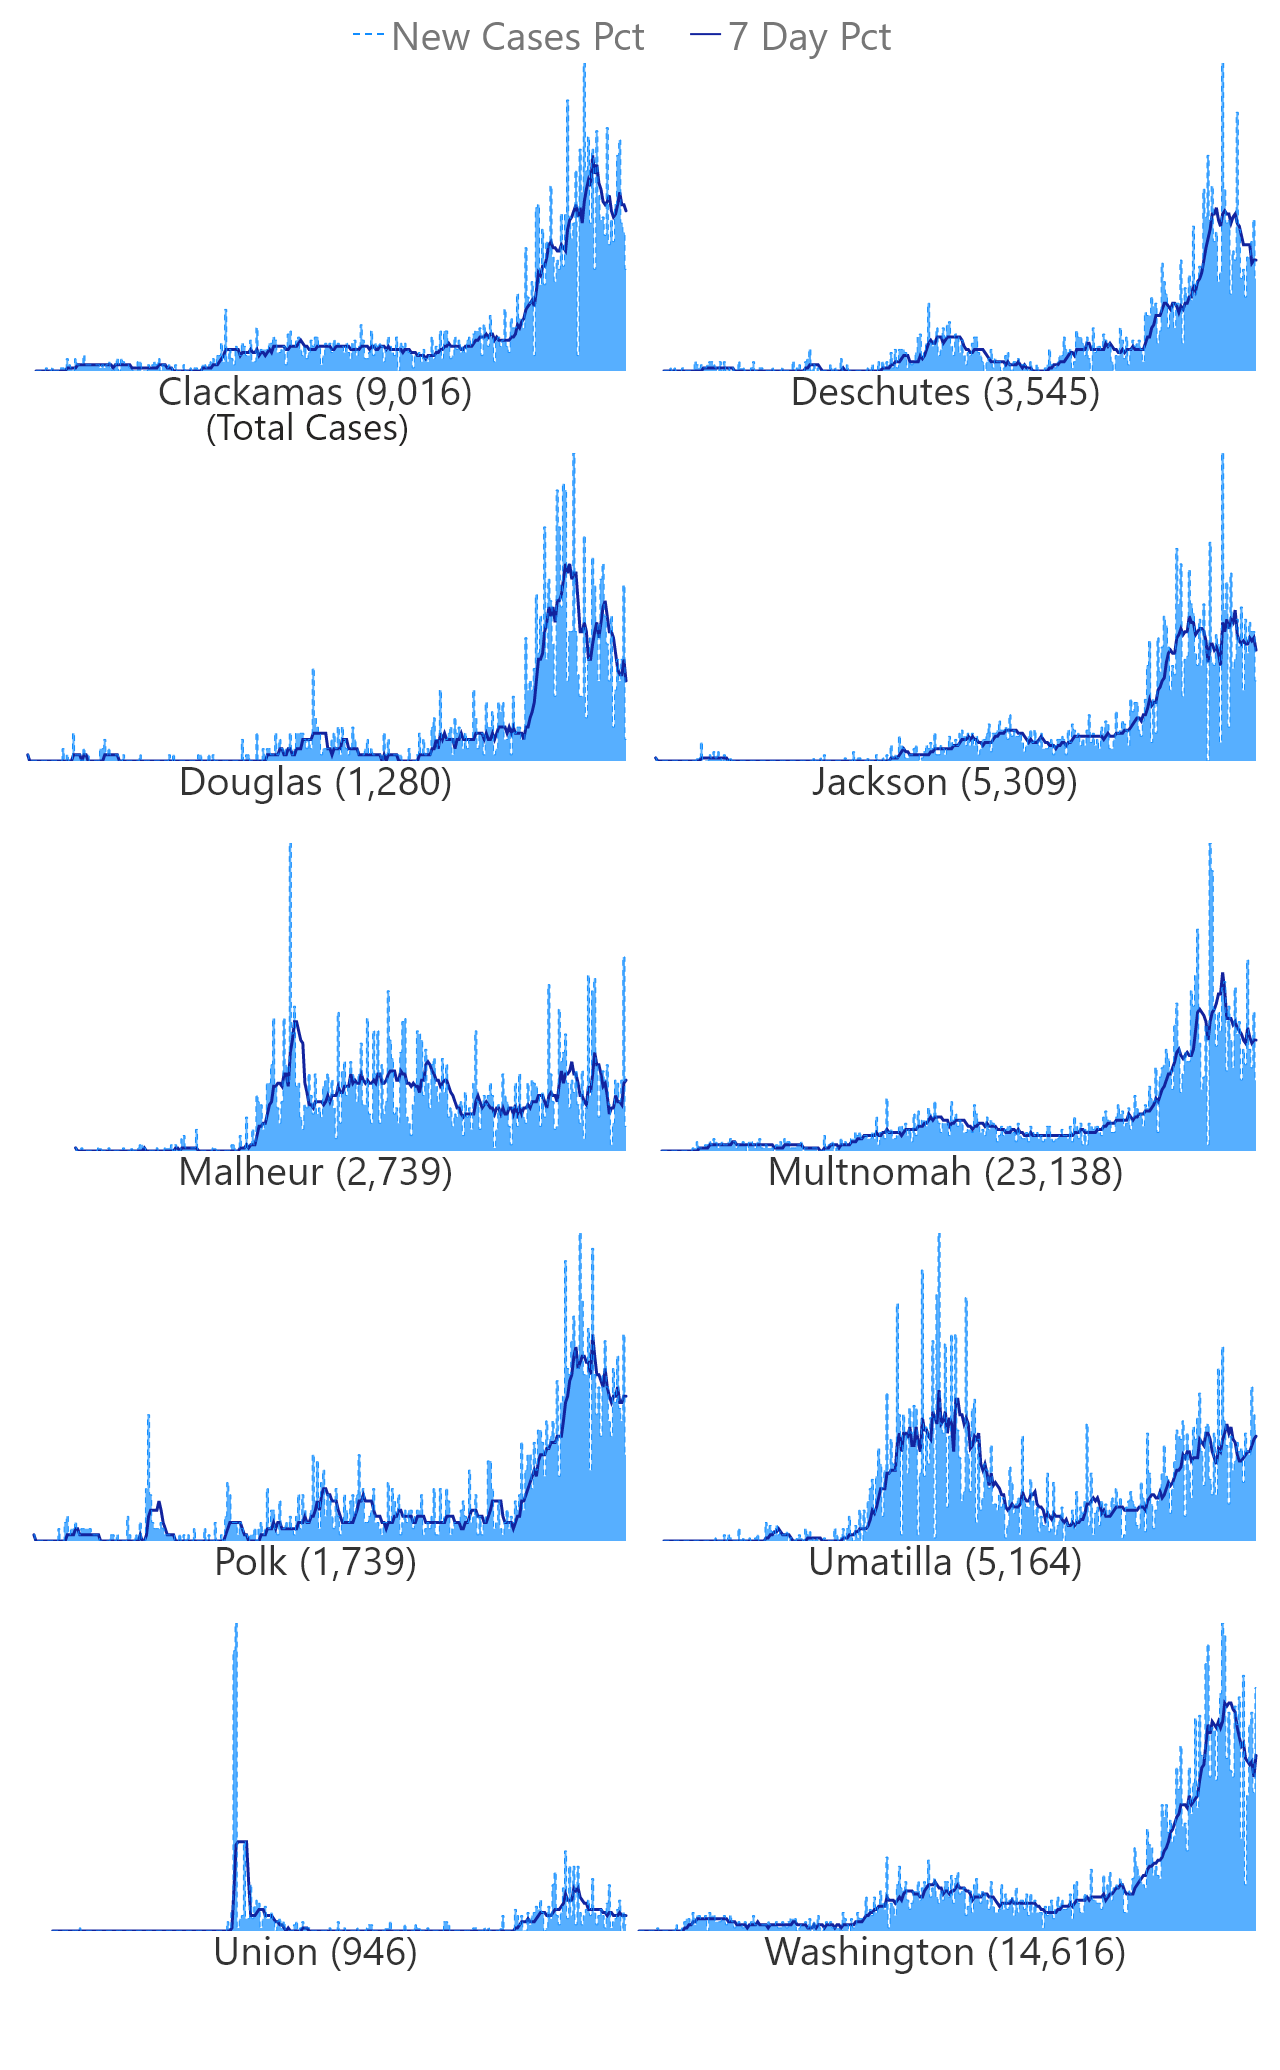 New Cases Pct 7 Day Pct
Clackamas (9,016) Deschutes (3,545)
(Total Cases)
Douglas (1,280) Jackson (5,309)
Malheur (2,739) Multnomah (23,138)
Polk (1,739) Umatilla (5,164)
Union (946) Washington (14,616)